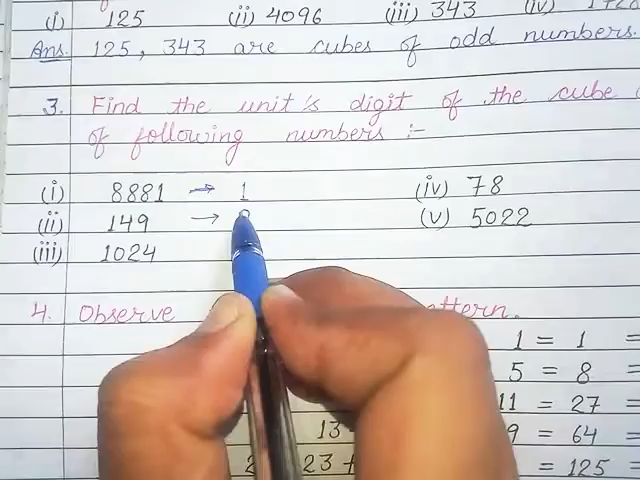 (i) 125 (ii) 4096 (iii) 343 (iv)
Ans. 125, 343 are cubes of odd numbers.
3. Find the unit's digit of the cube
of following numbers :-
(i) 8881 → 1 (iv) 78
(ii) 149 → (v) 5022
(iii) 1024
4. Observe pattern.
1 = 1 =
5 = 8 =
11 = 27 =
13 = 64 =
23 + = 125 =